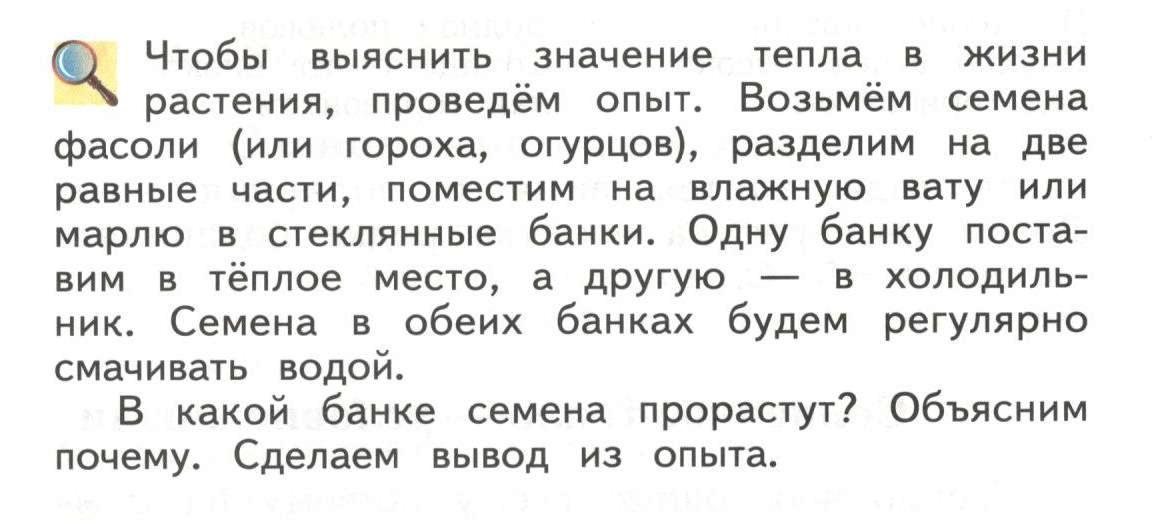 Чтобы выяснить значение тепла в жизни
растения, проведём опыт. Возьмём семена
фасоли (или гороха, огурцов), разделим на две
равные части, поместим на влажную вату или
марлю в стеклянные банки. Одну банку поста-
вим в тёплое место, а другую — в холодиль-
ник. Семена в обеих банках будем регулярно
смачивать водой.
В какой банке семена прорастут? Объясним
почему. Сделаем вывод из опыта.